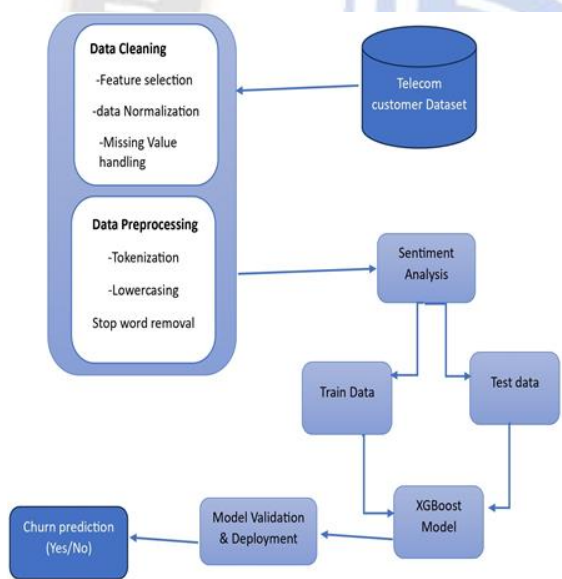 Telecom
customer Dataset
Data Cleaning
-Feature selection
-data Normalization
-Missing Value
handling
Data Preprocessing
-Tokenization
-Lowercasing
Stop word removal
Sentiment
Analysis
Train Data
Test data
XGBoost
Model
Model Validation
& Deployment
Churn prediction
(Yes/No)